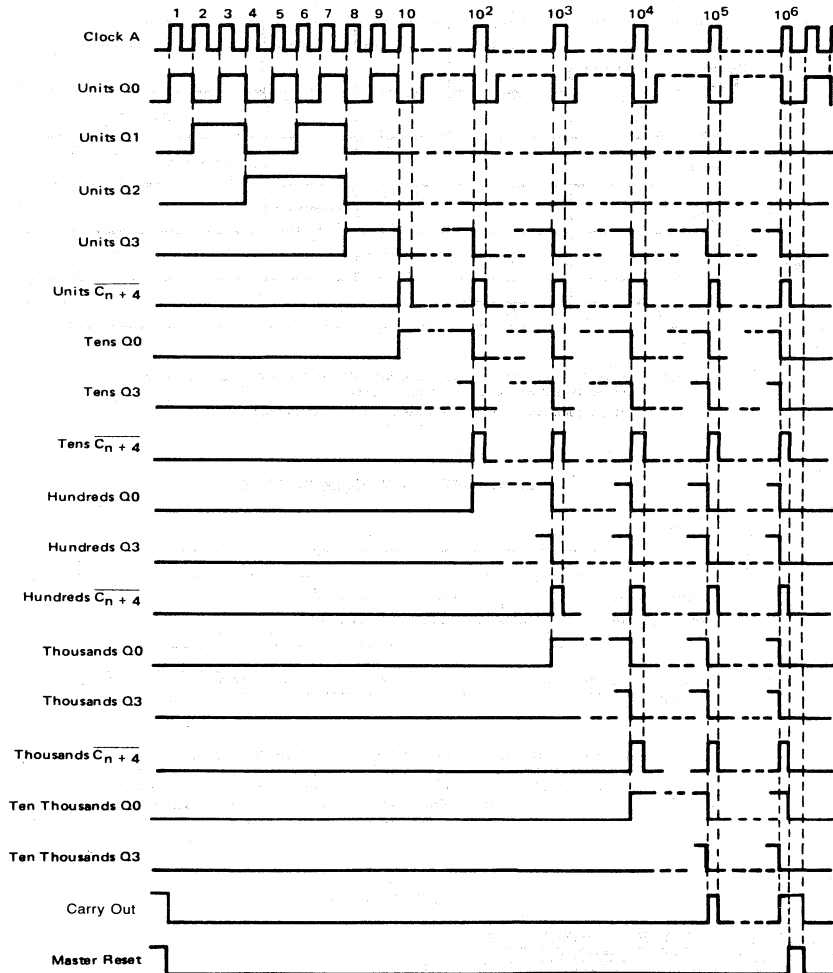 1 2 3 4 5 6 7 8 9 10 10² 10³ 10⁴ 10⁵ 10⁶
Clock A
Units Q0
Units Q1
Units Q2
Units Q3
Units C̅n̅ ̅+̅ ̅4̅
Tens Q0
Tens Q3
Tens C̅n̅ ̅+̅ ̅4̅
Hundreds Q0
Hundreds Q3
Hundreds C̅n̅ ̅+̅ ̅4̅
Thousands Q0
Thousands Q3
Thousands C̅n̅ ̅+̅ ̅4̅
Ten Thousands Q0
Ten Thousands Q3
Carry Out
Master Reset